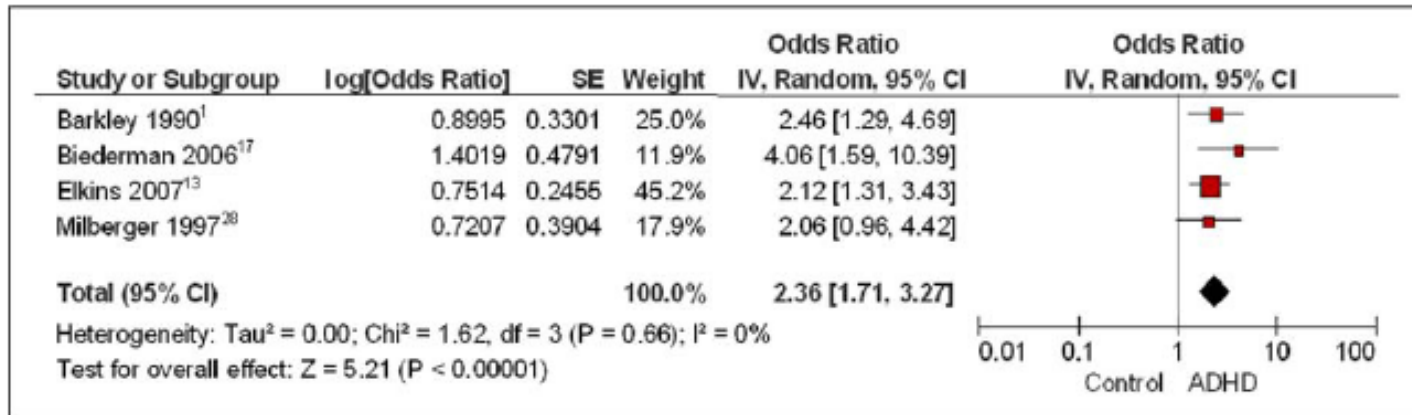 Odds Ratio Odds Ratio
Study or Subgroup log[Odds Ratio] SE Weight IV, Random, 95% CI IV, Random, 95% CI
Barkley 1990¹ 0.8995 0.3301 25.0% 2.46 [1.29, 4.69]
Biederman 2006¹⁷ 1.4019 0.4791 11.9% 4.06 [1.59, 10.39]
Elkins 2007¹³ 0.7514 0.2455 45.2% 2.12 [1.31, 3.43]
Milberger 1997²⁸ 0.7207 0.3904 17.9% 2.06 [0.96, 4.42]
Total (95% CI) 100.0% 2.36 [1.71, 3.27]
Heterogeneity: Tau² = 0.00; Chi² = 1.62, df = 3 (P = 0.66); I² = 0%
Test for overall effect: Z = 5.21 (P < 0.00001)
0.01 0.1 1 10 100
Control ADHD